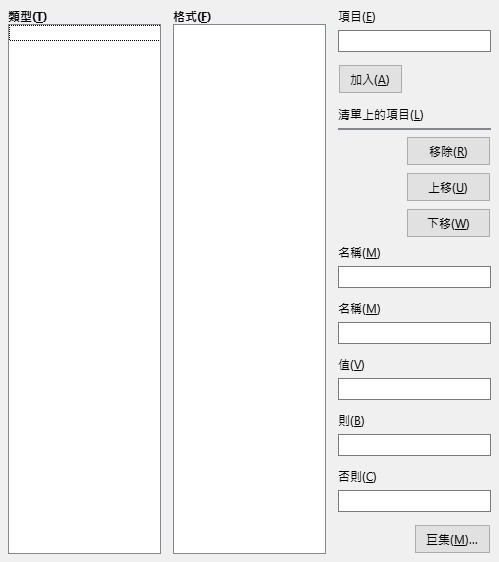 類型(T)
格式(F)
項目(E)
加入(A)
清單上的項目(L)
移除(R)
上移(U)
下移(W)
名稱(M)
名稱(M)
值(V)
則(B)
否則(C)
巨集(M)...